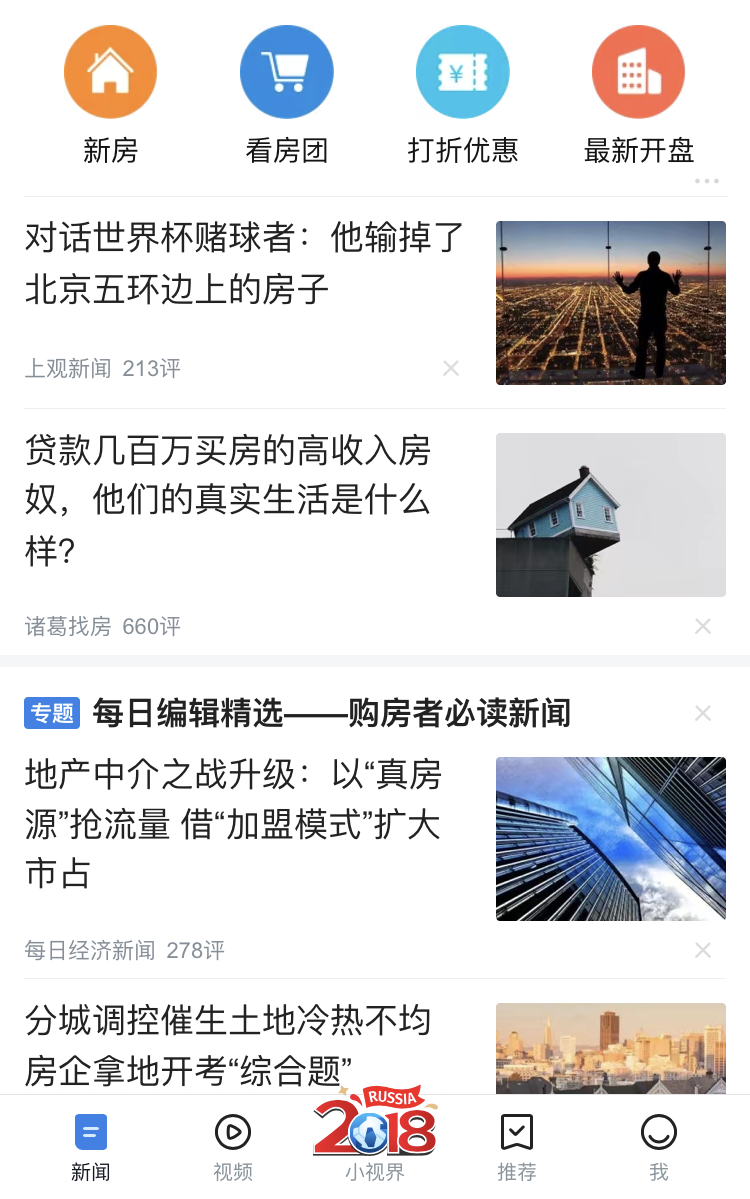 新房
看房团
打折优惠
最新开盘
对话世界杯赌球者：他输掉了
北京五环边上的房子
上观新闻 213评
贷款几百万买房的高收入房
奴，他们的真实生活是什么
样？
诸葛找房 660评
专题 每日编辑精选——购房者必读新闻
地产中介之战升级：以“真房
源”抢流量 借“加盟模式”扩大
市占
每日经济新闻 278评
分城调控催生土地冷热不均
房企拿地开考“综合题”
RUSSIA
2018
新闻
视频
小视界
推荐
我